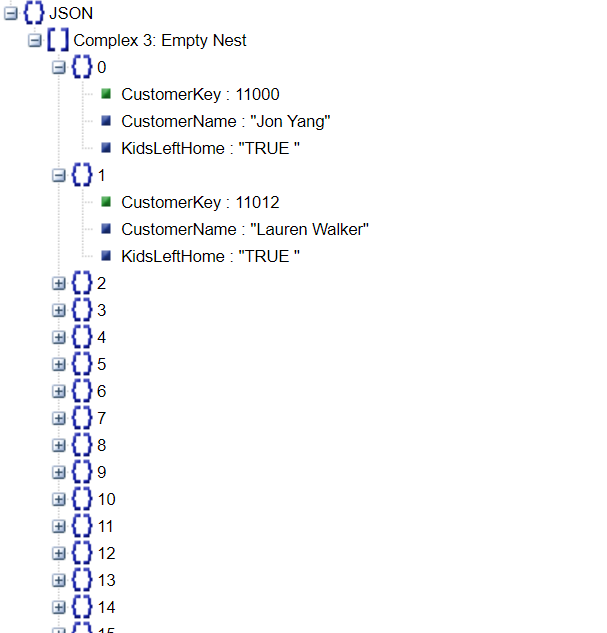 JSON
Complex 3: Empty Nest
0
CustomerKey : 11000
CustomerName : "Jon Yang"
KidsLeftHome : "TRUE "
1
CustomerKey : 11012
CustomerName : "Lauren Walker"
KidsLeftHome : "TRUE "
2
3
4
5
6
7
8
9
10
11
12
13
14
15